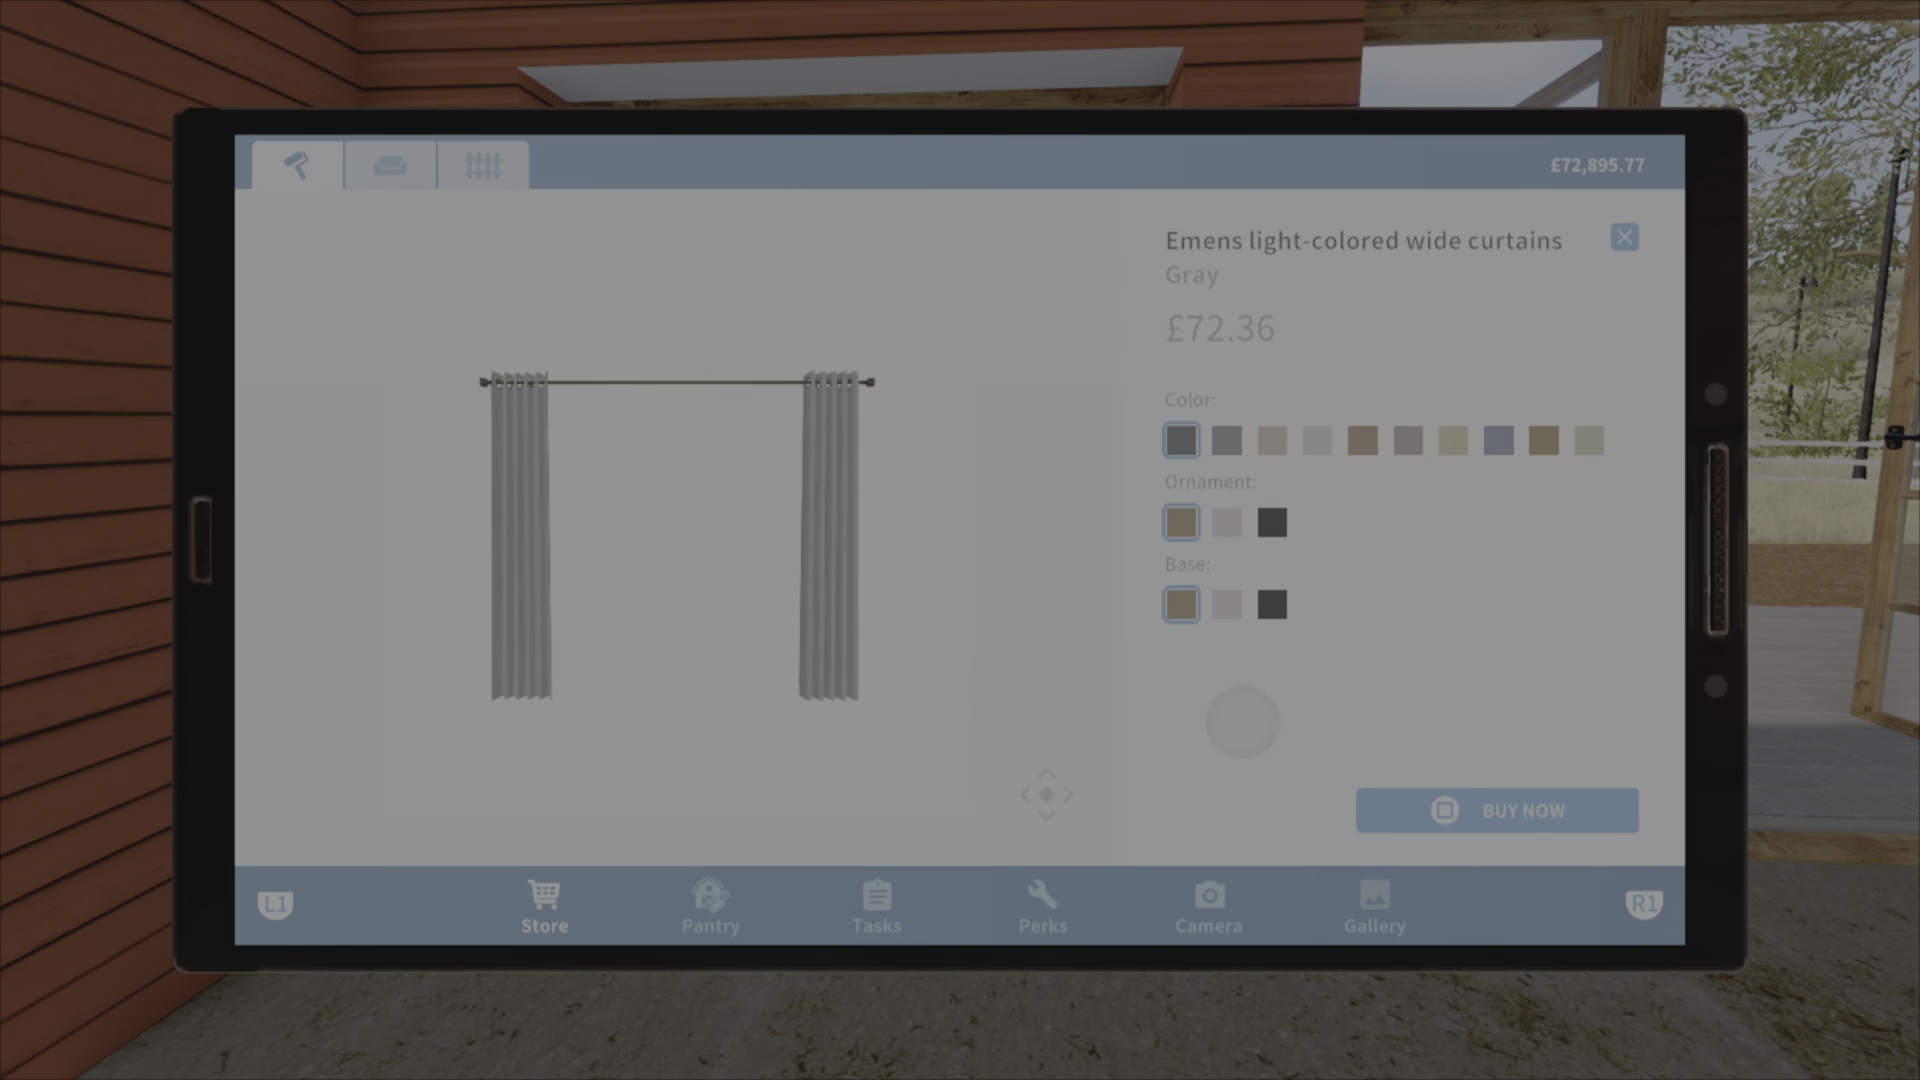 £72,895.77
Emens light-colored wide curtains
Gray
£72.36
Color:
Ornament:
Base:
BUY NOW
L1
Store
Pantry
Tasks
Perks
Camera
Gallery
R1